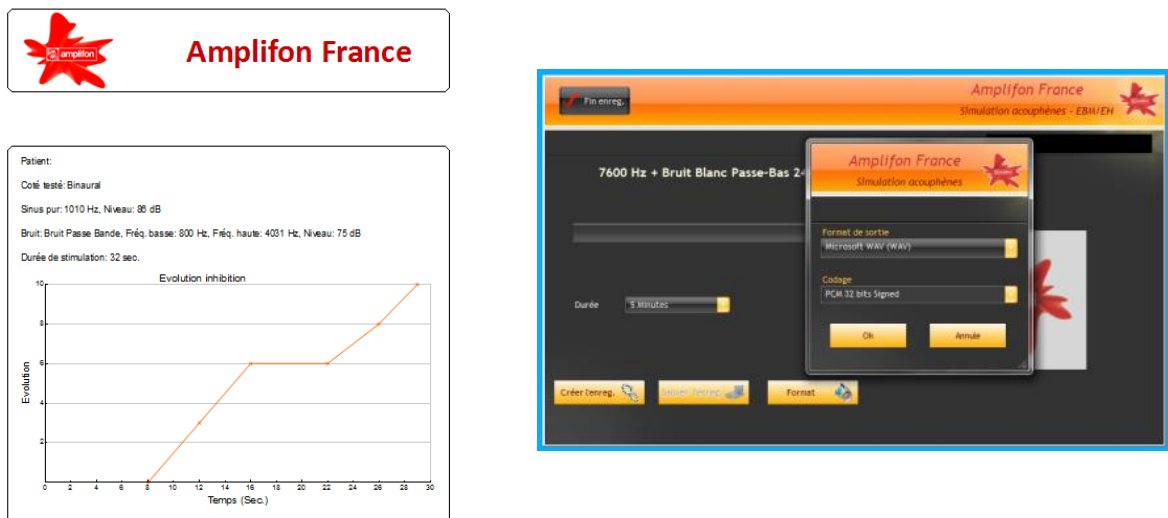 amplifon
Amplifon France
Patient:
Coté testé: Binaural
Sinus pur: 1010 Hz, Niveau: 86 dB
Bruit: Bruit Passe Bande, Fréq. basse: 800 Hz, Fréq. haute: 4031 Hz, Niveau: 75 dB
Durée de stimulation: 32 sec.
Evolution inhibition
10
8
6
4
2
Evolution
0 2 4 6 8 10 12 14 16 18 20 22 24 26 28 30
Temps (Sec.)
Fin enreg.
Amplifon France
Simulation acouphènes - EBM/EH
7600 Hz + Bruit Blanc Passe-Bas 24
Durée
5 Minutes
Créer l'enreg.
Format
Amplifon France
Simulation acouphènes
Format de sortie
Microsoft WAV (WAV)
Codage
PCM 32 bits Signed
Ok
Annule